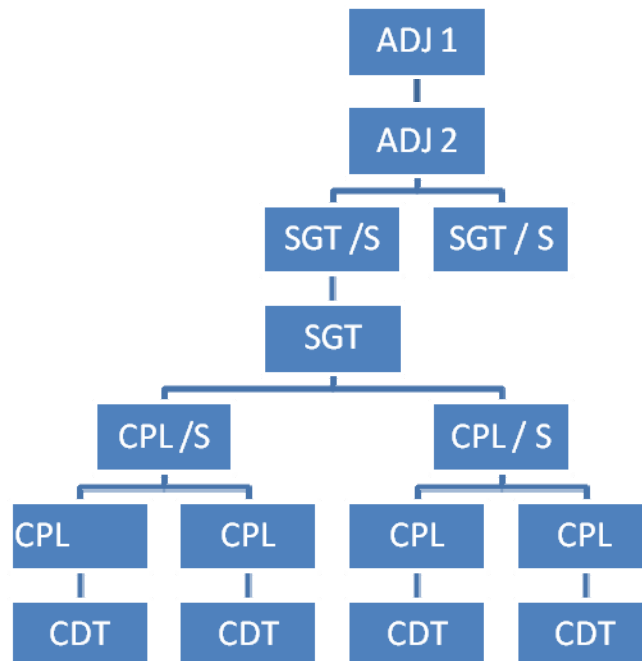 ADJ 1
ADJ 2
SGT /S
SGT / S
SGT
CPL /S
CPL / S
CPL
CPL
CPL
CPL
CDT
CDT
CDT
CDT